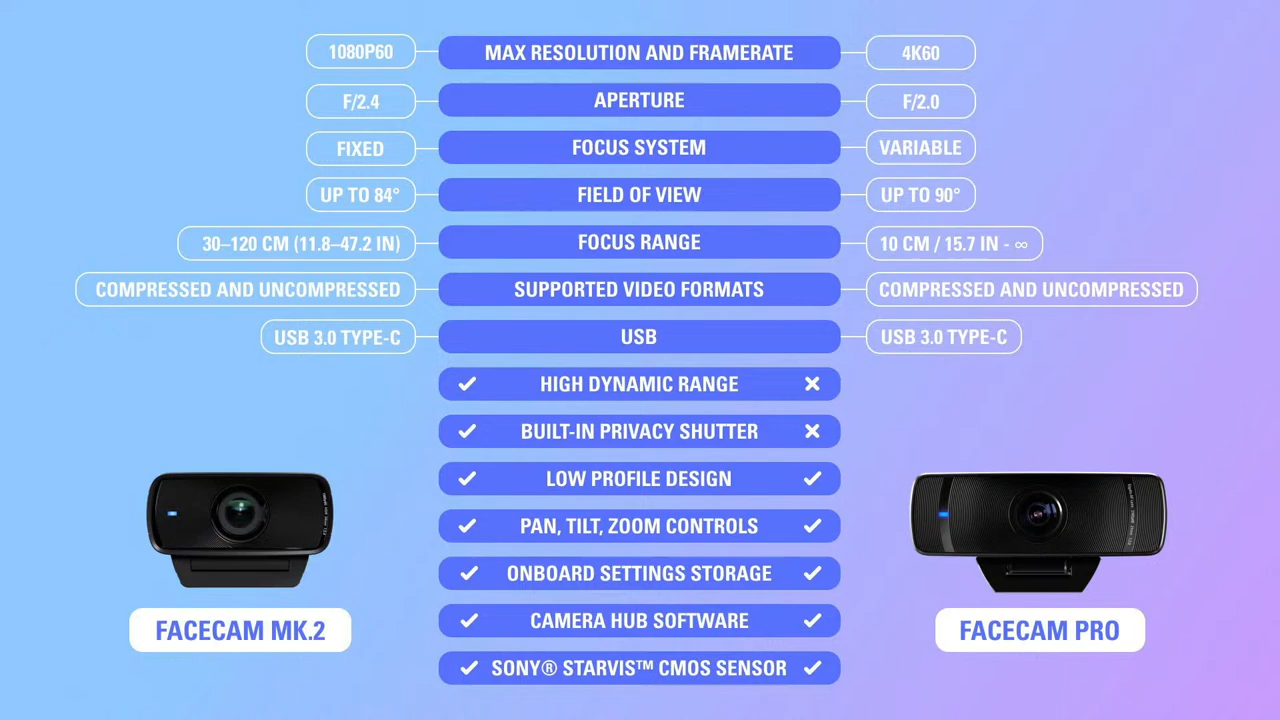 1080P60 MAX RESOLUTION AND FRAMERATE 4K60
F/2.4 APERTURE F/2.0
FIXED FOCUS SYSTEM VARIABLE
UP TO 84° FIELD OF VIEW UP TO 90°
30–120 CM (11.8–47.2 IN) FOCUS RANGE 10 CM / 15.7 IN - ∞
COMPRESSED AND UNCOMPRESSED SUPPORTED VIDEO FORMATS COMPRESSED AND UNCOMPRESSED
USB 3.0 TYPE-C USB USB 3.0 TYPE-C
HIGH DYNAMIC RANGE
BUILT-IN PRIVACY SHUTTER
LOW PROFILE DESIGN
PAN, TILT, ZOOM CONTROLS
ONBOARD SETTINGS STORAGE
CAMERA HUB SOFTWARE
SONY® STARVIS™ CMOS SENSOR
FACECAM MK.2
FACECAM PRO